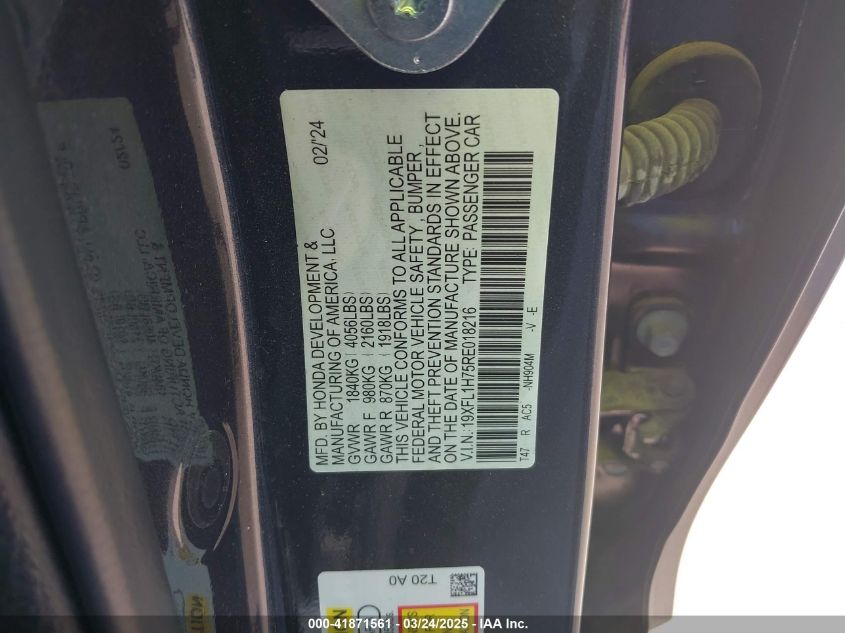 MFD. BY HONDA DEVELOPMENT &
MANUFACTURING OF AMERICA, LLC
02/'24
GVWR 1840KG ( 4056LBS)
GAWR F 980KG ( 2160LBS)
GAWR R 870KG ( 1918LBS)
THIS VEHICLE CONFORMS TO ALL APPLICABLE
FEDERAL MOTOR VEHICLE SAFETY, BUMPER,
AND THEFT PREVENTION STANDARDS IN EFFECT
ON THE DATE OF MANUFACTURE SHOWN ABOVE.
V.I.N.: 19XFL1H75RE018216 TYPE: PASSENGER CAR
T47 R AC5 -NH904M -V -E
T20 A0
000-41871561 - 03/24/2025 - IAA Inc.